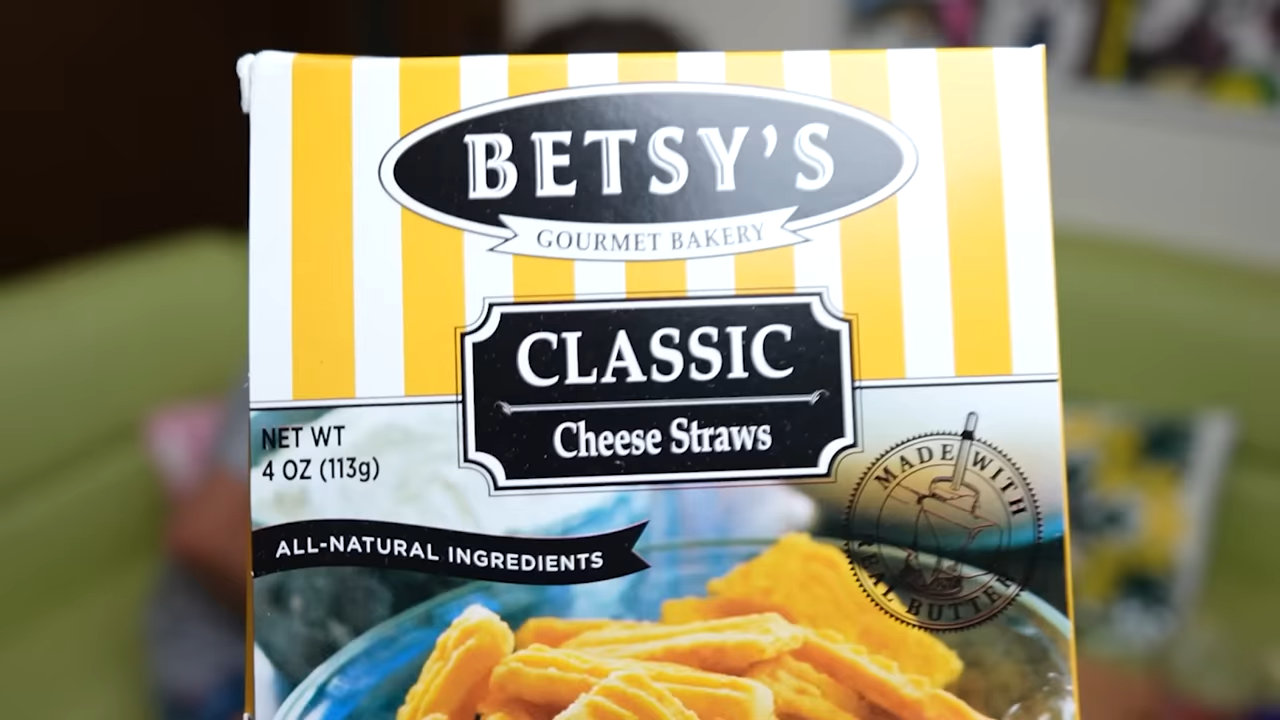 BETSY'S
GOURMET BAKERY
CLASSIC
Cheese Straws
NET WT
4 OZ (113g)
ALL-NATURAL INGREDIENTS
MADE WITH
REAL BUTTER